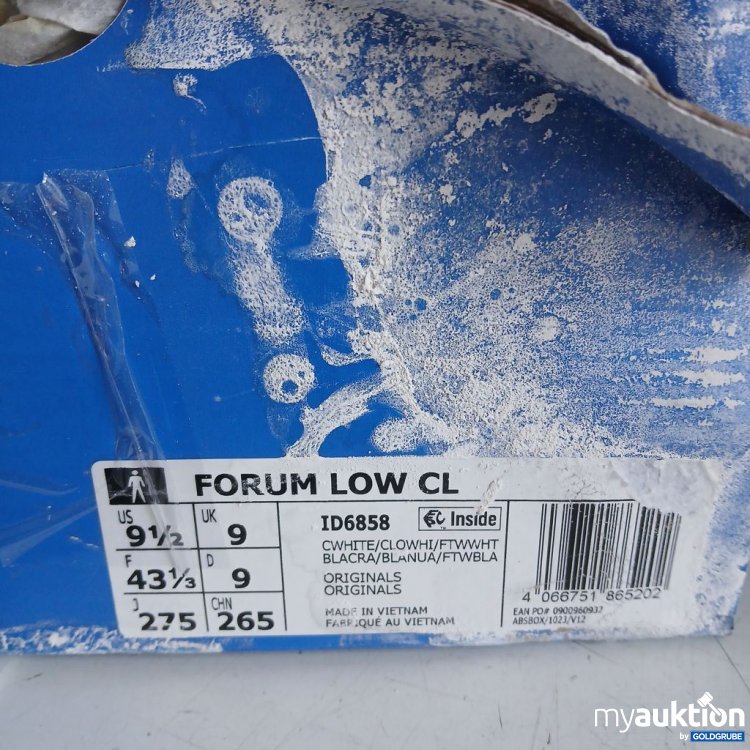 FORUM LOW CL
US 9½ UK 9
F 43⅓ D 9
J 275 CHN 265
ID6858 Inside
CWHITE/CLOWHI/FTWWHT
BLACRA/BLANUA/FTWBLA
ORIGINALS
ORIGINALS
MADE IN VIETNAM
FABRIQUÉ AU VIETNAM
4 066751 865202
EAN PO# 0900960937
ABSBOX/1023/V12
myauktion
by GOLDGRUBE